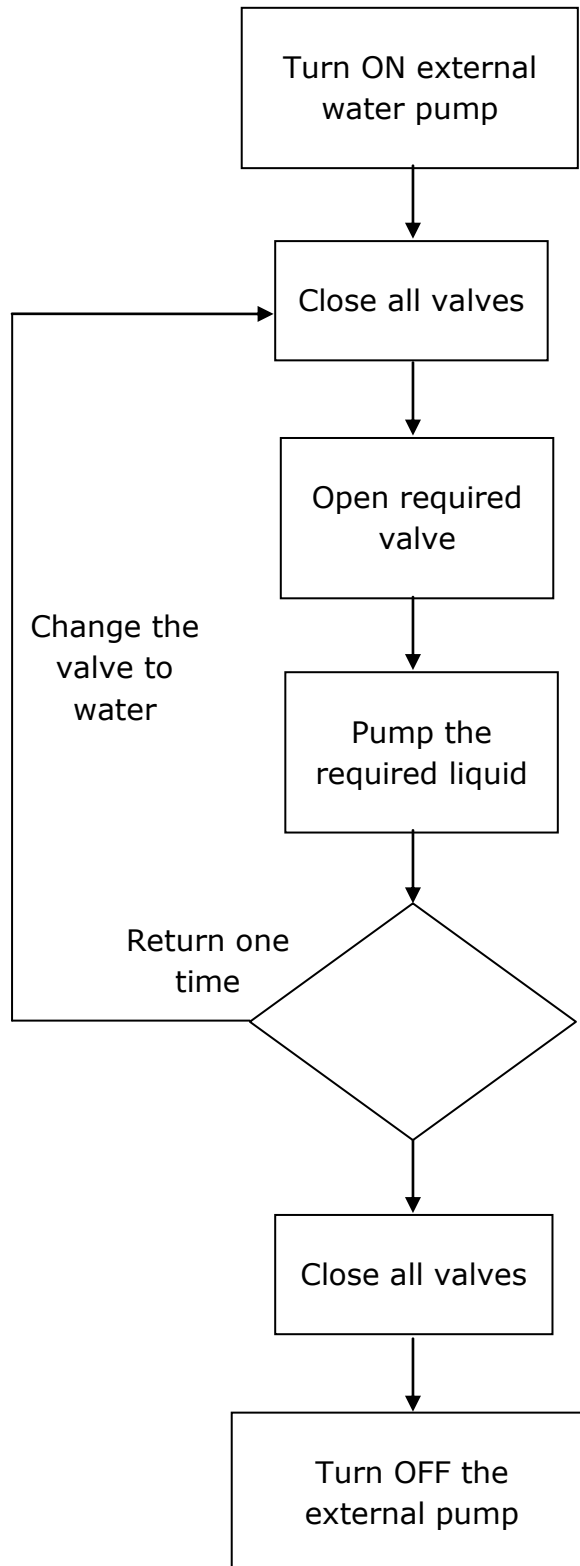 Turn ON external
water pump
Close all valves
Open required
valve
Change the
valve to
water
Pump the
required liquid
Return one
time
Close all valves
Turn OFF the
external pump